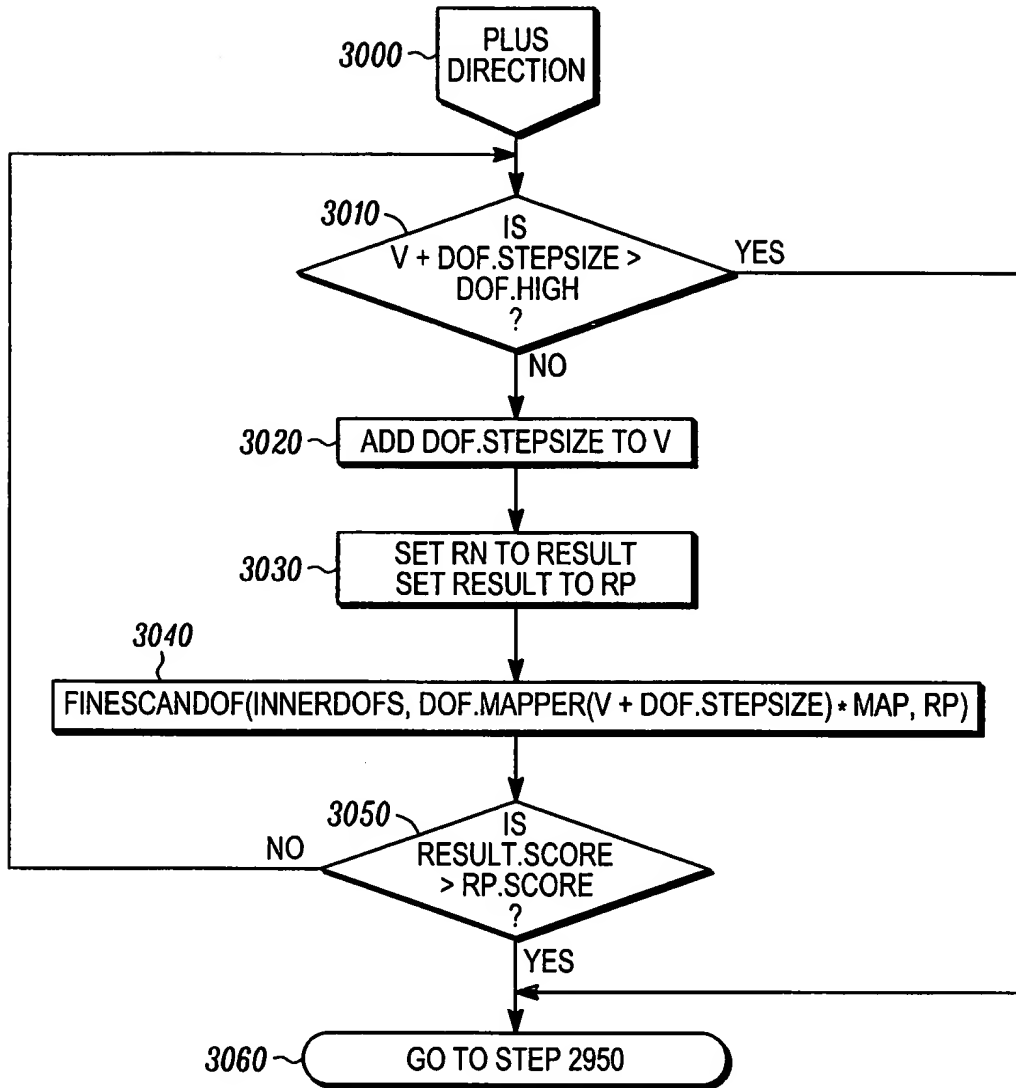 3000
PLUS
DIRECTION
3010
IS
V + DOF.STEPSIZE >
DOF.HIGH
?
YES
NO
3020
ADD DOF.STEPSIZE TO V
3030
SET RN TO RESULT
SET RESULT TO RP
3040
FINESCANDOF(INNERDOFS, DOF.MAPPER(V + DOF.STEPSIZE) * MAP, RP)
3050
IS
RESULT.SCORE
> RP.SCORE
?
NO
YES
3060
GO TO STEP 2950